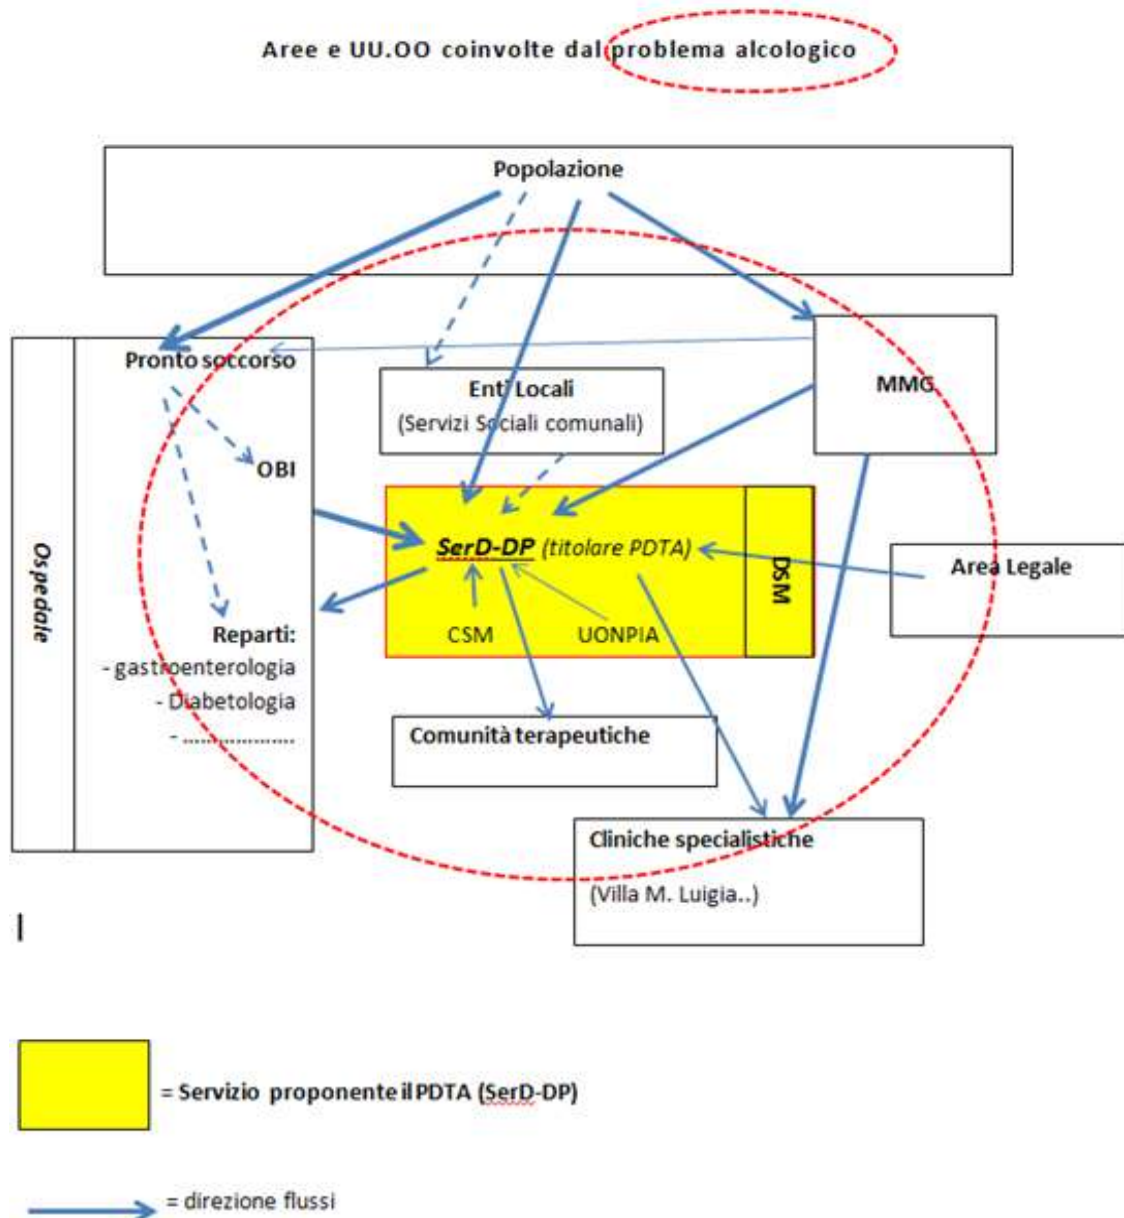 Aree e UU.OO coinvolte dal problema alcologico
Popolazione
Pronto soccorso
Enti Locali
(Servizi Sociali comunali)
MMG
OBI
Ospedale
SerD-DP (titolare PDTA)
DSM
Area Legale
CSM
UONPIA
Reparti:
- gastroenterologia
- Diabetologia
- ...................
Comunità terapeutiche
Cliniche specialistiche
(Villa M. Luigia..)
= Servizio proponente il PDTA (SerD-DP)
= direzione flussi